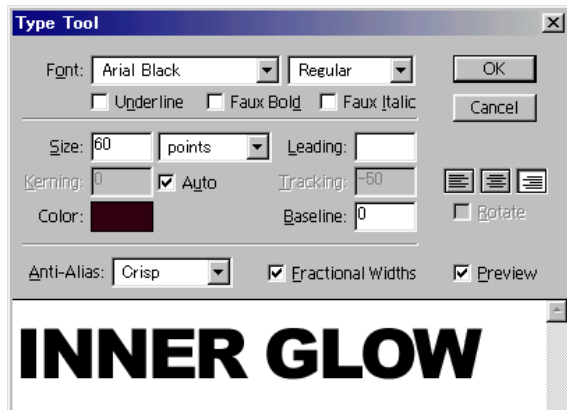 Type Tool
Font: Arial Black Regular OK
Underline Faux Bold Faux Italic Cancel
Size: 60 points Leading:
Kerning: 0 Auto Tracking: -50
Color: Baseline: 0 Rotate
Anti-Alias: Crisp Fractional Widths Preview
INNER GLOW